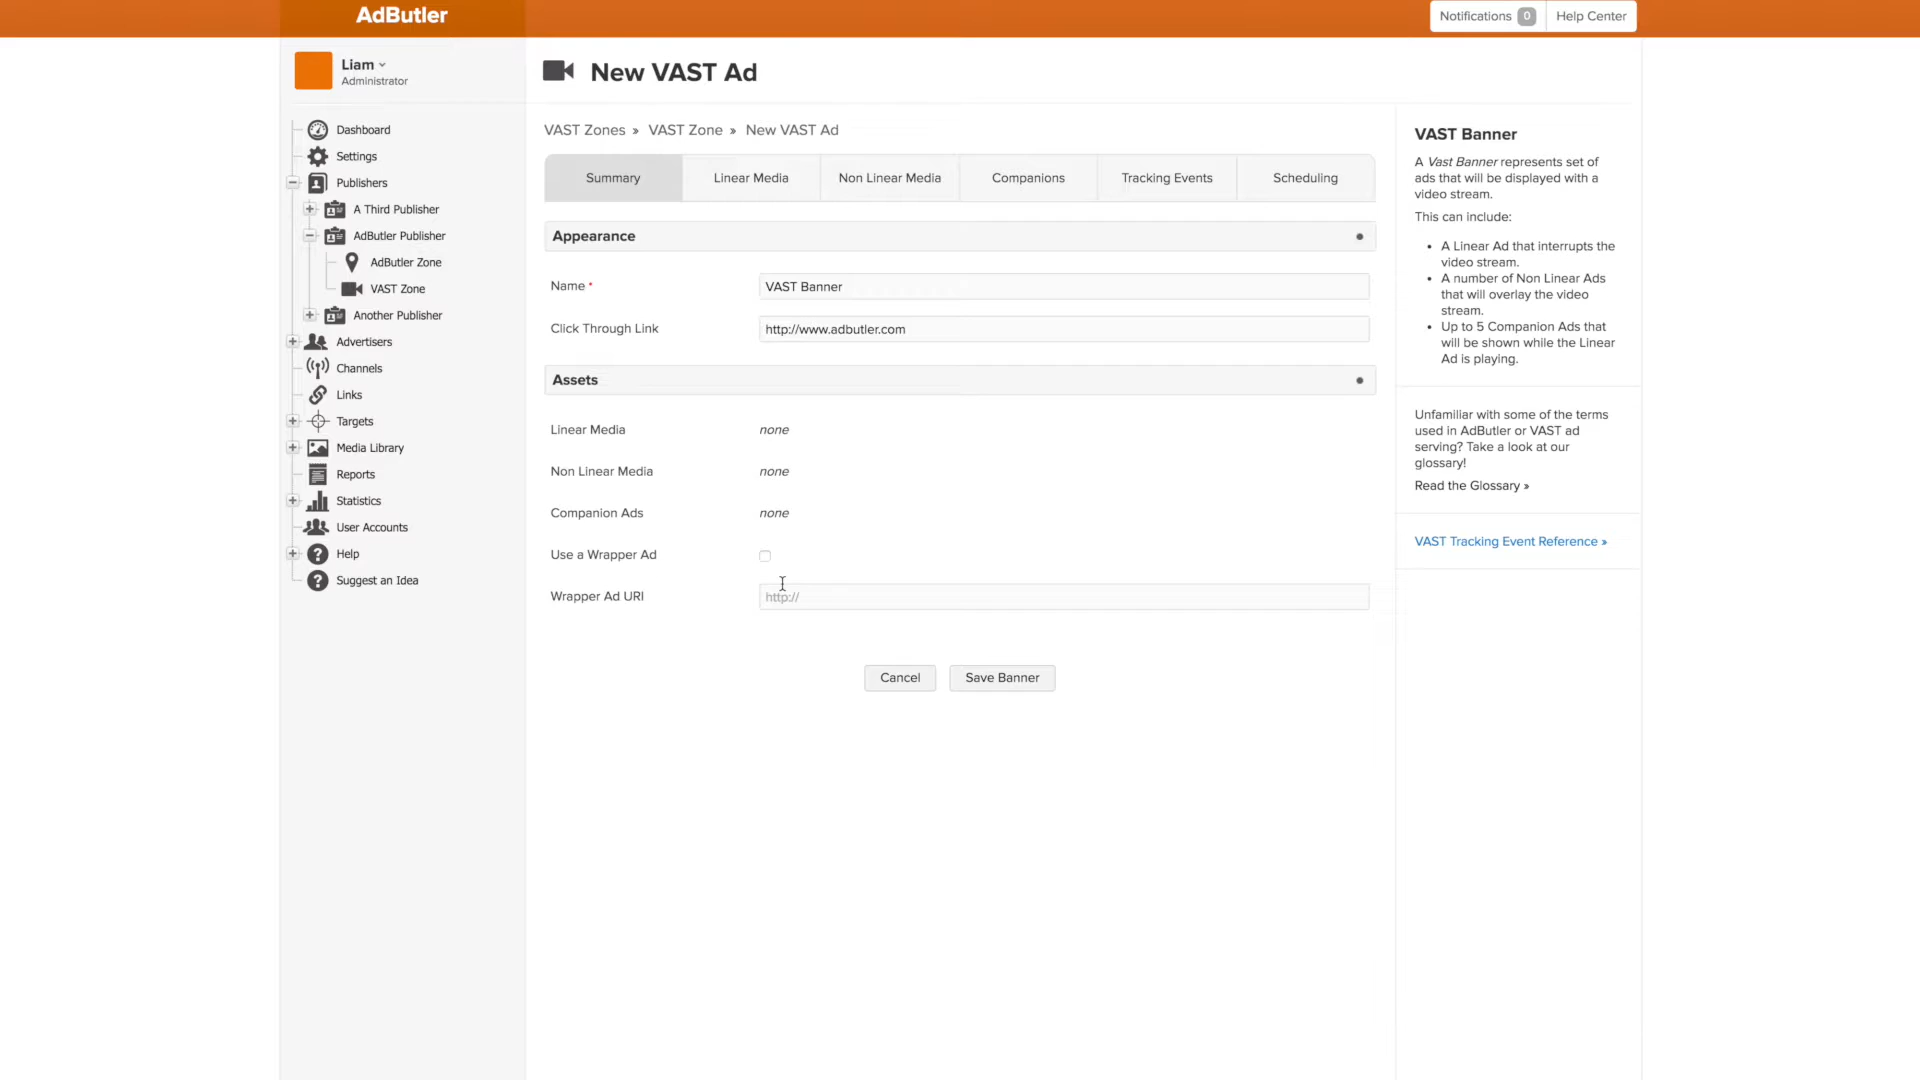 AdButler
Notifications 0 Help Center
Liam
Administrator
Dashboard
Settings
Publishers
A Third Publisher
AdButler Publisher
AdButler Zone
VAST Zone
Another Publisher
Advertisers
Channels
Links
Targets
Media Library
Reports
Statistics
User Accounts
Help
Suggest an Idea
New VAST Ad
VAST Zones » VAST Zone » New VAST Ad
Summary Linear Media Non Linear Media Companions Tracking Events Scheduling
Appearance
Name * VAST Banner
Click Through Link http://www.adbutler.com
Assets
Linear Media none
Non Linear Media none
Companion Ads none
Use a Wrapper Ad
Wrapper Ad URI http://
Cancel Save Banner
VAST Banner
A Vast Banner represents set of
ads that will be displayed with a
video stream.
This can include:
• A Linear Ad that interrupts the
video stream.
• A number of Non Linear Ads
that will overlay the video
stream.
• Up to 5 Companion Ads that
will be shown while the Linear
Ad is playing.
Unfamiliar with some of the terms
used in AdButler or VAST ad
serving? Take a look at our
glossary!
Read the Glossary »
VAST Tracking Event Reference »